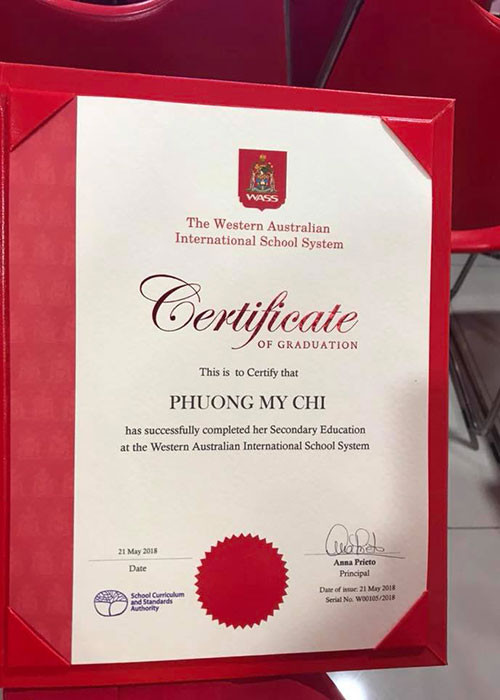 WASS
The Western Australian
International School System
Certificate
OF GRADUATION
This is to Certify that
PHUONG MY CHI
has successfully completed her Secondary Education
at the Western Australian International School System
21 May 2018
Date
School Curriculum
and Standards
Authority
Anna Prieto
Principal
Date of issue: 21 May 2018
Serial No. W00105/2018